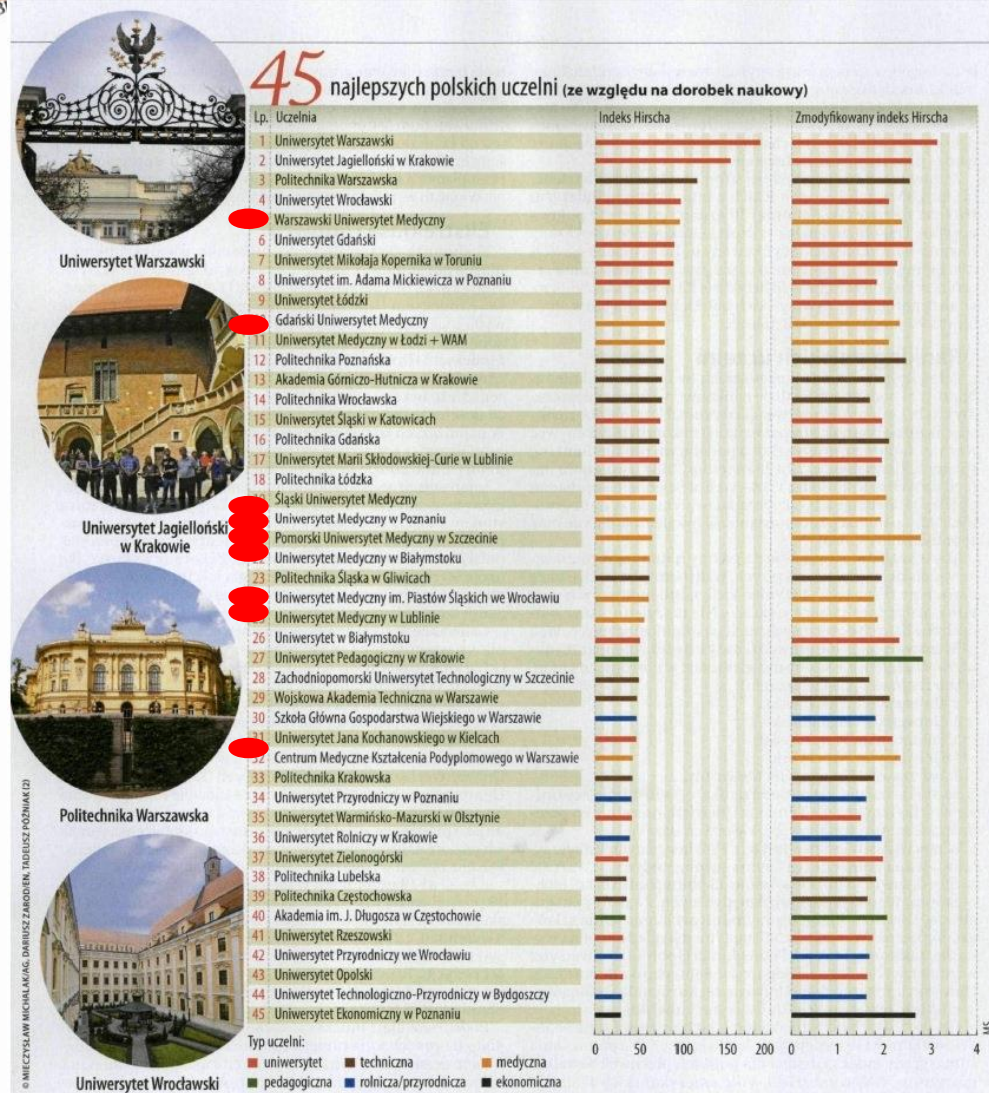 45 najlepszych polskich uczelni (ze względu na dorobek naukowy)
Lp. Uczelnia Indeks Hirscha Zmodyfikowany indeks Hirscha
1 Uniwersytet Warszawski
2 Uniwersytet Jagielloński w Krakowie
3 Politechnika Warszawska
4 Uniwersytet Wrocławski
Warszawski Uniwersytet Medyczny
6 Uniwersytet Gdański
7 Uniwersytet Mikołaja Kopernika w Toruniu
8 Uniwersytet im. Adama Mickiewicza w Poznaniu
9 Uniwersytet Łódzki
Gdański Uniwersytet Medyczny
11 Uniwersytet Medyczny w Łodzi + WAM
12 Politechnika Poznańska
13 Akademia Górniczo-Hutnicza w Krakowie
14 Politechnika Wrocławska
15 Uniwersytet Śląski w Katowicach
16 Politechnika Gdańska
17 Uniwersytet Marii Skłodowskiej-Curie w Lublinie
18 Politechnika Łódzka
Śląski Uniwersytet Medyczny
Uniwersytet Medyczny w Poznaniu
Pomorski Uniwersytet Medyczny w Szczecinie
Uniwersytet Medyczny w Białymstoku
23 Politechnika Śląska w Gliwicach
Uniwersytet Medyczny im. Piastów Śląskich we Wrocławiu
Uniwersytet Medyczny w Lublinie
26 Uniwersytet w Białymstoku
27 Uniwersytet Pedagogiczny w Krakowie
28 Zachodniopomorski Uniwersytet Technologiczny w Szczecinie
29 Wojskowa Akademia Techniczna w Warszawie
30 Szkoła Główna Gospodarstwa Wiejskiego w Warszawie
31 Uniwersytet Jana Kochanowskiego w Kielcach
32 Centrum Medyczne Kształcenia Podyplomowego w Warszawie
33 Politechnika Krakowska
34 Uniwersytet Przyrodniczy w Poznaniu
35 Uniwersytet Warmińsko-Mazurski w Olsztynie
36 Uniwersytet Rolniczy w Krakowie
37 Uniwersytet Zielonogórski
38 Politechnika Lubelska
39 Politechnika Częstochowska
40 Akademia im. J. Długosza w Częstochowie
41 Uniwersytet Rzeszowski
42 Uniwersytet Przyrodniczy we Wrocławiu
43 Uniwersytet Opolski
44 Uniwersytet Technologiczno-Przyrodniczy w Bydgoszczy
45 Uniwersytet Ekonomiczny w Poznaniu
0 50 100 150 200 0 1 2 3 4
Typ uczelni:
uniwersytet techniczna medyczna
pedagogiczna rolnicza/przyrodnicza ekonomiczna
Uniwersytet Warszawski
Uniwersytet Jagielloński
w Krakowie
Politechnika Warszawska
Uniwersytet Wrocławski
© MIECZYSŁAW MICHALAK/AG, DARIUSZ ZAROD/EN, TADEUSZ POŹNIAK (2)